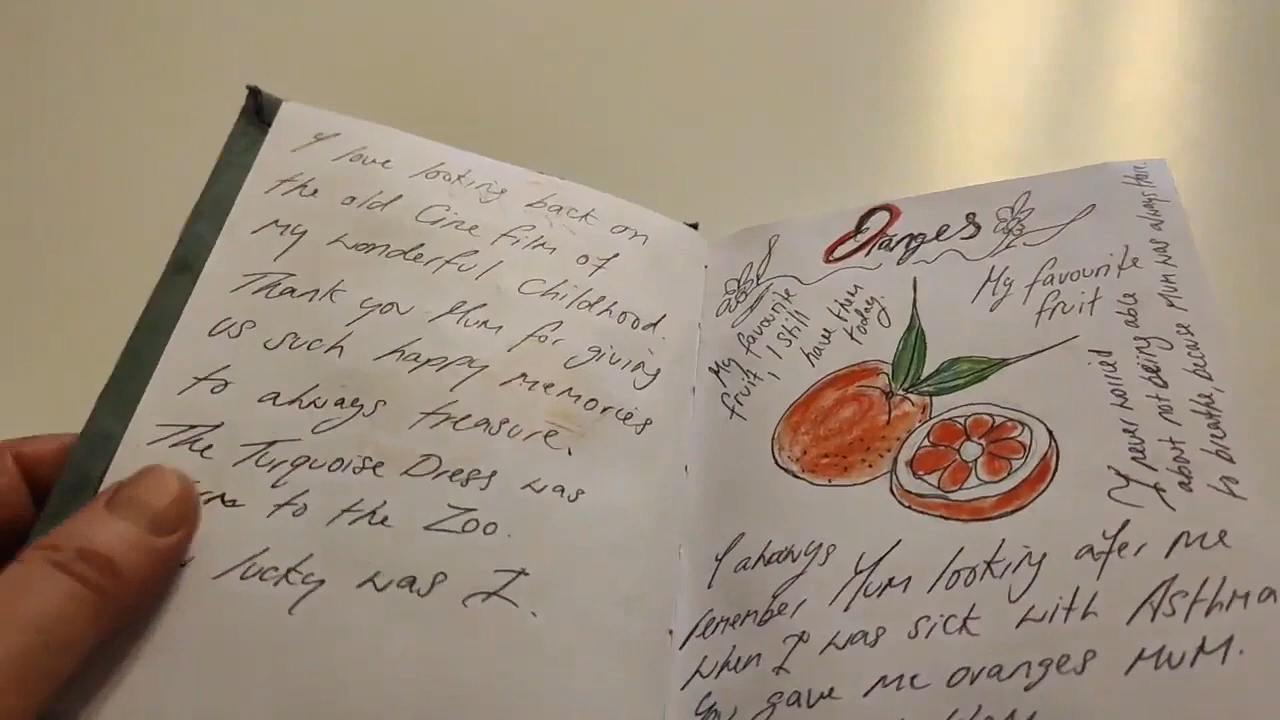 I love looking back on
the old Cine film of
my wonderful Childhood.
Thank you Mum for giving
us such happy memories
to always treasure.
The Turquoise Dress was
to the Zoo.
lucky was I.
Oranges
My favourite
fruit, I still
have them
today.
My favourite
fruit
I never worried
about not being able
to breathe, because Mum was always there.
I always
remember Mum looking after me
when I was sick with Asthma
You gave me oranges MUM.